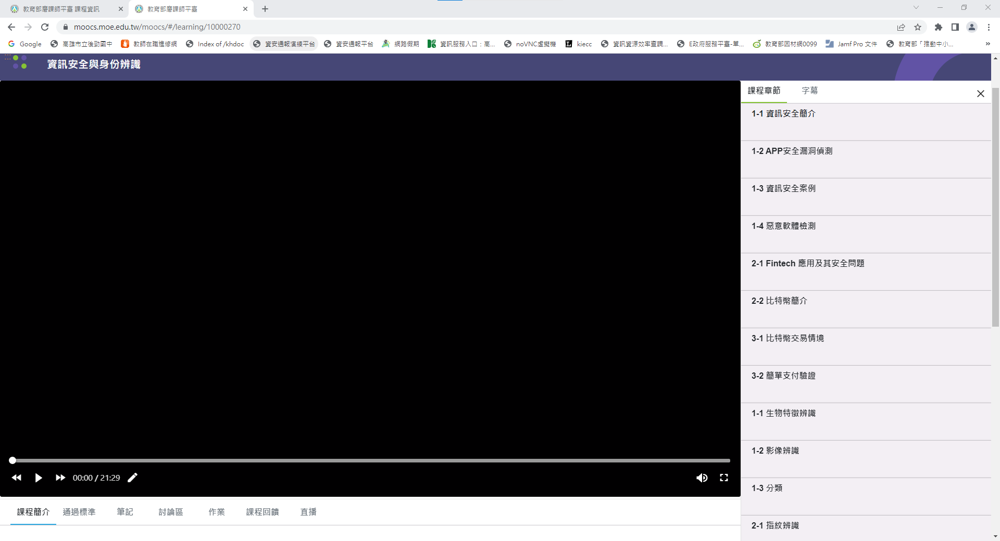 教育部磨課師平臺 課程資訊
教育部磨課師平臺
moocs.moe.edu.tw/moocs/#/learning/10000270
Google
高雄市立後勁國中
教師在職進修網
Index of /khdoc
資安通報演練平台
資安通報平台
網路假期
資訊服務入口：高...
noVNC虛擬機
kiecc
資訊資源效率查調...
E政府服務平臺-單...
教育部因材網0099
Jamf Pro 文件
教育部「推動中小...
»
資訊安全與身份辨識
課程章節
字幕
1-1 資訊安全簡介
1-2 APP安全漏洞偵測
1-3 資訊安全案例
1-4 惡意軟體檢測
2-1 Fintech 應用及其安全問題
2-2 比特幣簡介
3-1 比特幣交易情境
3-2 簡單支付驗證
1-1 生物特徵辨識
1-2 影像辨識
1-3 分類
2-1 指紋辨識
00:00 / 21:29
課程簡介
通過標準
筆記
討論區
作業
課程回饋
直播